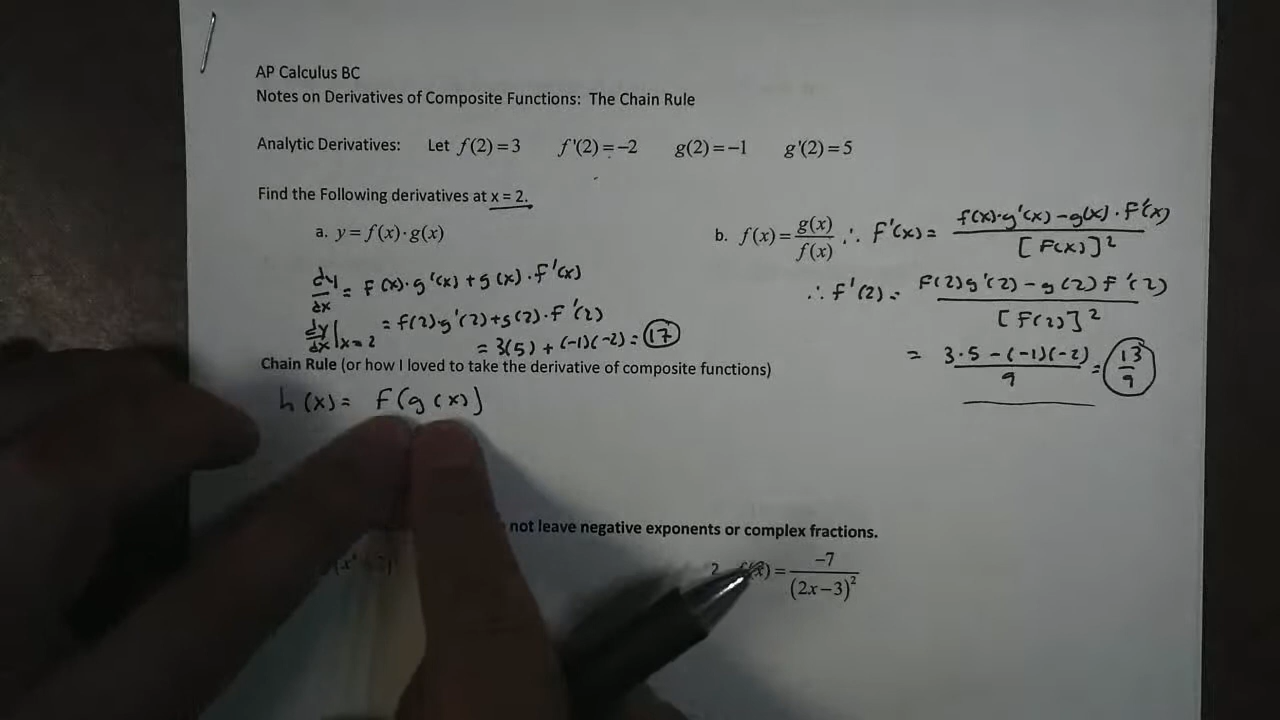 AP Calculus BC
Notes on Derivatives of Composite Functions: The Chain Rule
Analytic Derivatives: Let f(2)=3 f'(2)=−2 g(2)=−1 g'(2)=5
Find the Following derivatives at x = 2.
a. y=f(x)·g(x)
dy/dx = f(x)·g'(x)+g(x)·f'(x)
dy/dx|x=2 = f(2)g'(2)+g(2)·f'(2)
= 3(5) + (-1)(-2) = 17
b. f(x)= g(x)/f(x) ∴ F'(x)= f(x)·g'(x)−g(x)·f'(x) / [f(x)]²
∴ f'(2) = f(2)g'(2) − g(2)f'(2) / [f(2)]²
= 3·5 −(−1)(−2) / 9 = 13/9
Chain Rule (or how I loved to take the derivative of composite functions)
h(x)= f(g(x))
not leave negative exponents or complex fractions.
2 = −7/(2x−3)²